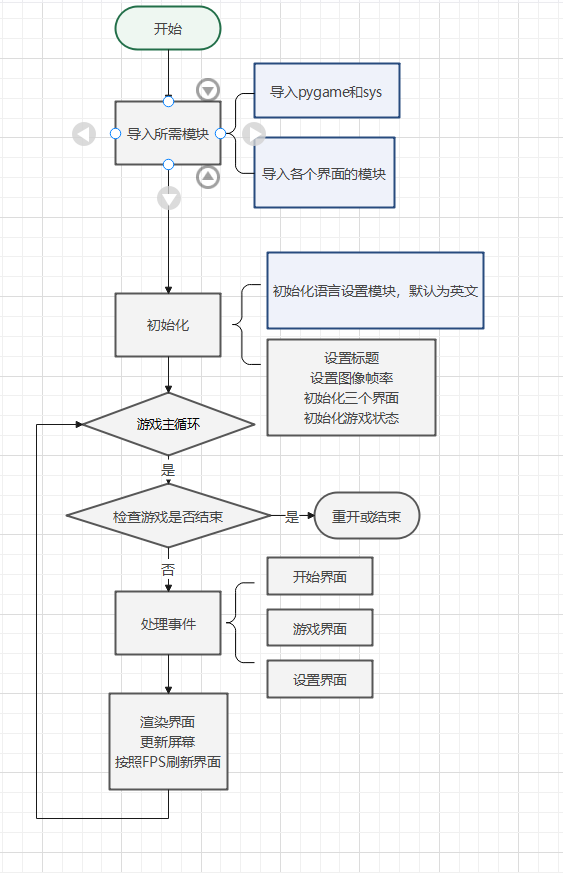 开始
导入所需模块
导入pygame和sys
导入各个界面的模块
初始化
初始化语言设置模块，默认为英文
设置标题
设置图像帧率
初始化三个界面
初始化游戏状态
游戏主循环
是
检查游戏是否结束
是
重开或结束
否
处理事件
开始界面
游戏界面
设置界面
渲染界面
更新屏幕
按照FPS刷新界面